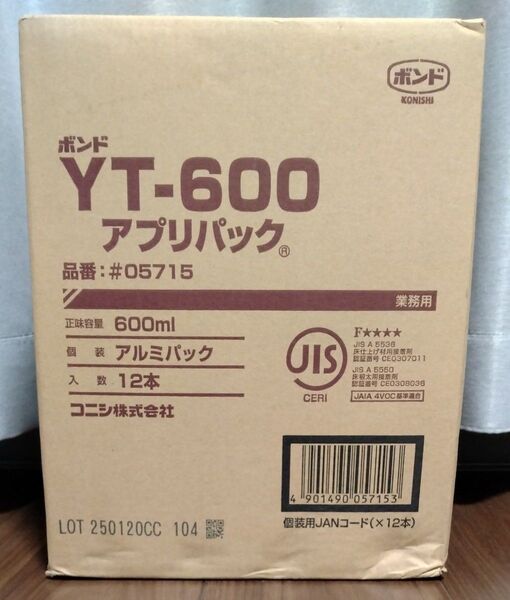 ボンド
KONISHI
ボンド
YT-600
アプリパック®
品番：#05715
業務用
正味容量 600ml
個装 アルミパック
入数 12本
コニシ株式会社
JIS
CERI
F★★★★
JIS A 5536
床仕上げ材用接着剤
認証番号 CE0307011
JIS A 5550
床根太用接着剤
認証番号 CE0308036
JAIA 4VOC基準適合
4 901490 057153
個装用JANコード(×12本)
LOT 250120CC 104